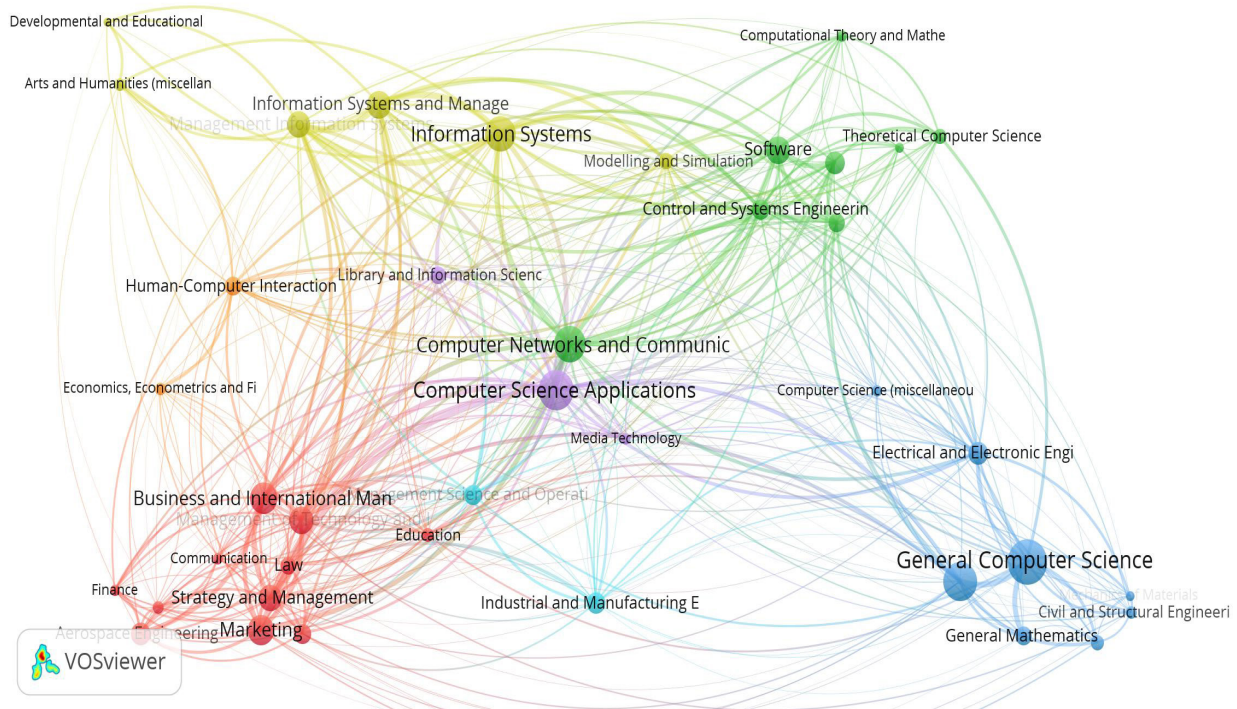 Developmental and Educational
Computational Theory and Mathe
Arts and Humanities (miscellan
Information Systems and Manage
Management Information Systems
Information Systems
Theoretical Computer Science
Software
Modelling and Simulation
Control and Systems Engineerin
Library and Information Scienc
Human-Computer Interaction
Computer Networks and Communic
Economics, Econometrics and Fi
Computer Science Applications
Computer Science (miscellaneou
Media Technology
Electrical and Electronic Engi
Business and International Man
Management Science and Operati
Management of Technology and I
Education
Communication
General Computer Science
Law
Finance
Mechanics of Materials
Strategy and Management
Industrial and Manufacturing E
Civil and Structural Engineeri
Aerospace Engineering
Marketing
General Mathematics
VOSviewer